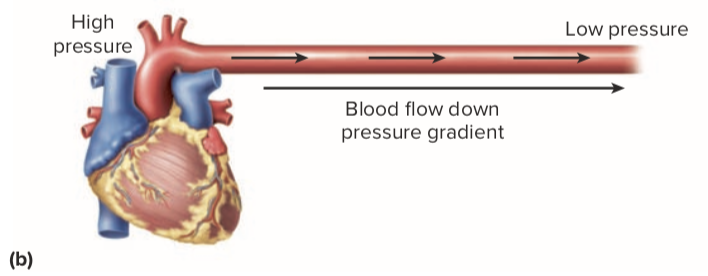 High
pressure
Low pressure
Blood flow down
pressure gradient
(b)